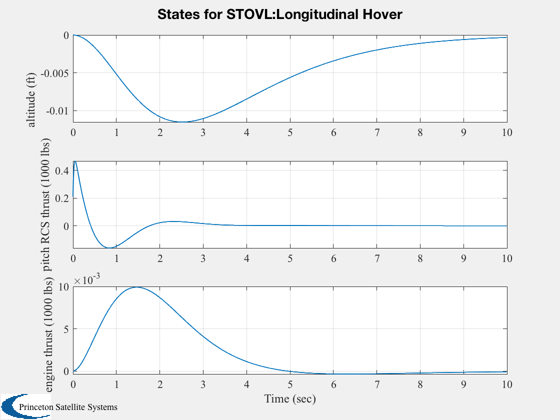 States for STOVL:Longitudinal Hover
altitude (ft)
0
-0.005
-0.01
0 1 2 3 4 5 6 7 8 9 10
pitch RCS thrust (1000 lbs)
0.4
0.2
0
0 1 2 3 4 5 6 7 8 9 10
engine thrust (1000 lbs)
×10-3
10
5
0
0 1 2 3 4 5 6 7 8 9 10
Time (sec)
Princeton Satellite Systems